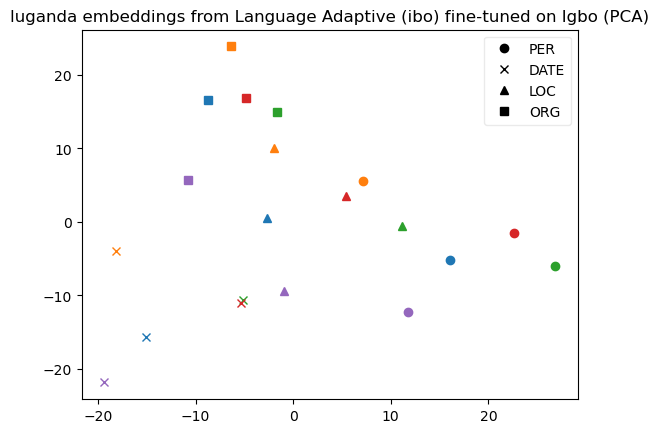 luganda embeddings from Language Adaptive (ibo) fine-tuned on Igbo (PCA)
PER
DATE
LOC
ORG
20
10
0
−10
−20
−20
−10
0
10
20